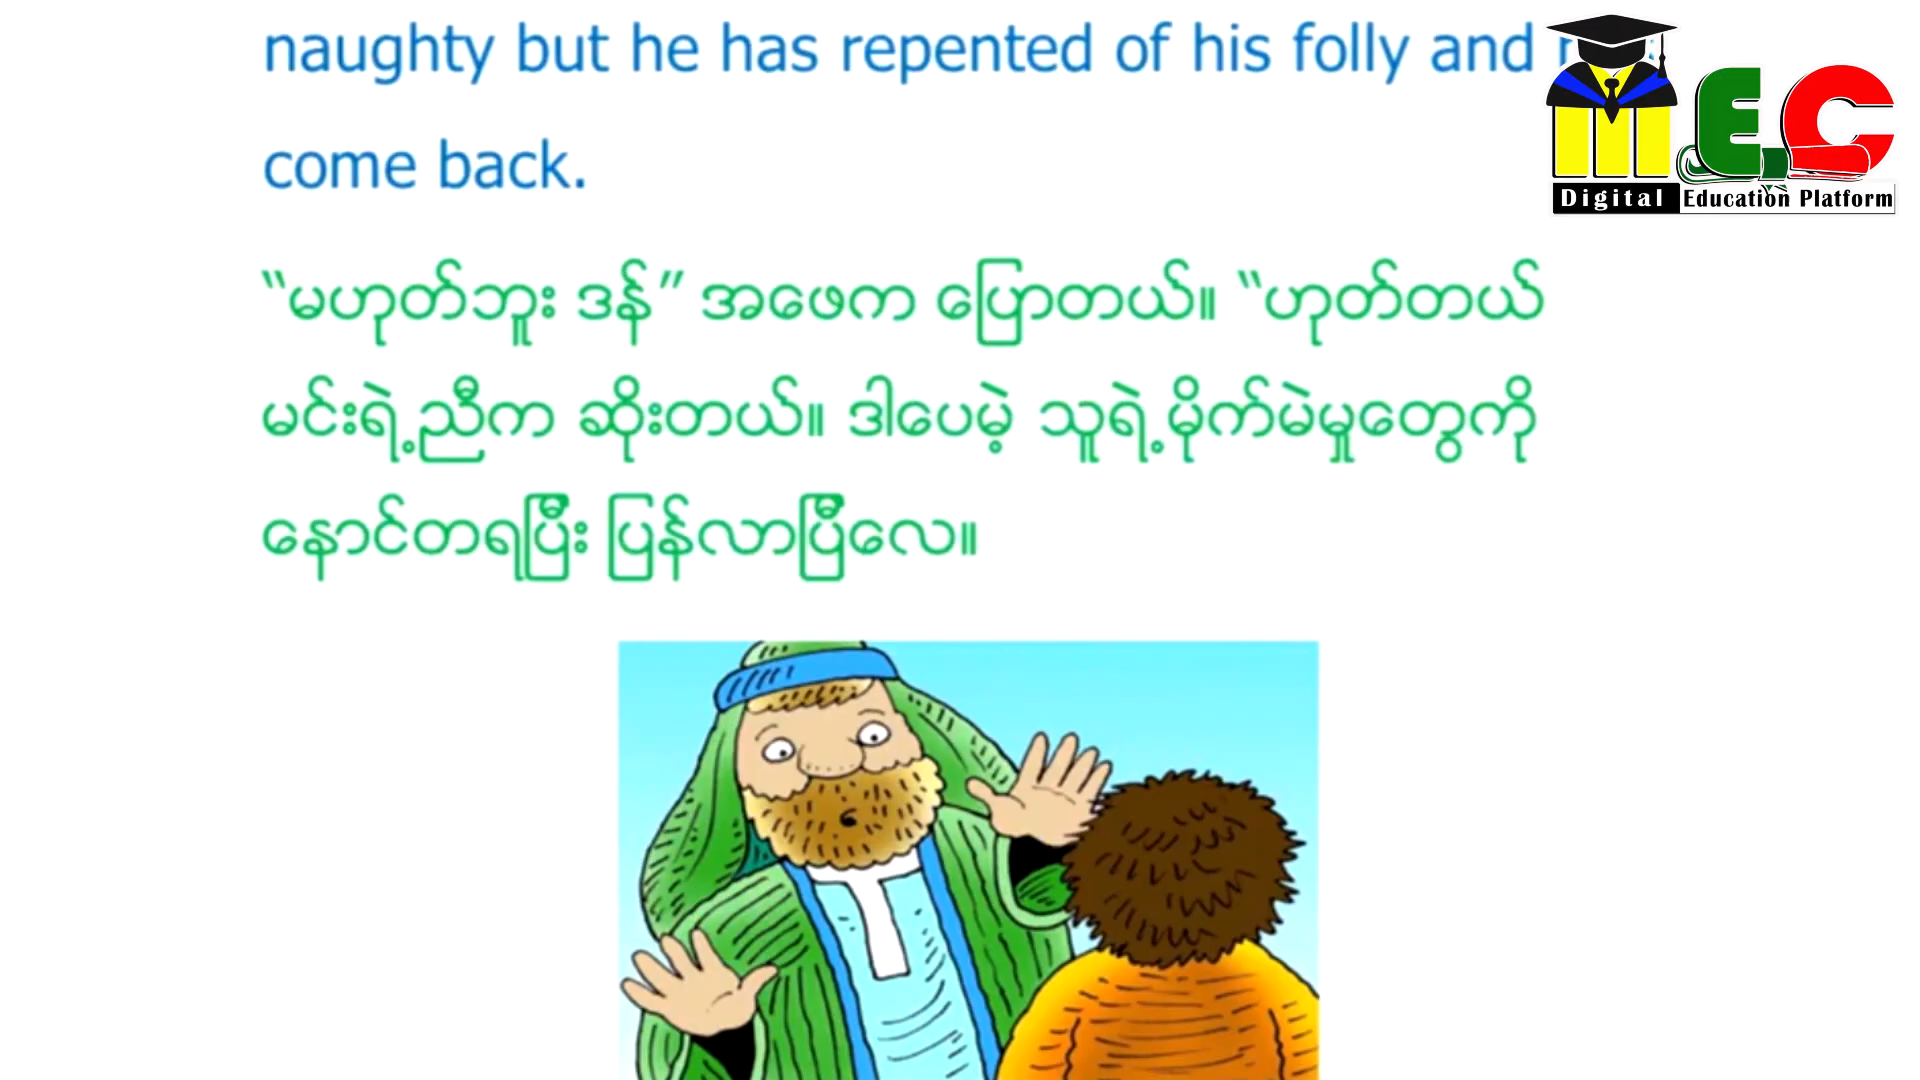 naughty but he has repented of his folly and
come back.
“မဟုတ်ဘူး ဒန်” အဖေက ပြောတယ်။ “ဟုတ်တယ်
မင်းရဲ့ညီက ဆိုးတယ်။ ဒါပေမဲ့ သူရဲ့မိုက်မဲမှုတွေကို
နောင်တရပြီး ပြန်လာပြီလေ။
M.E.C
Digital Education Platform